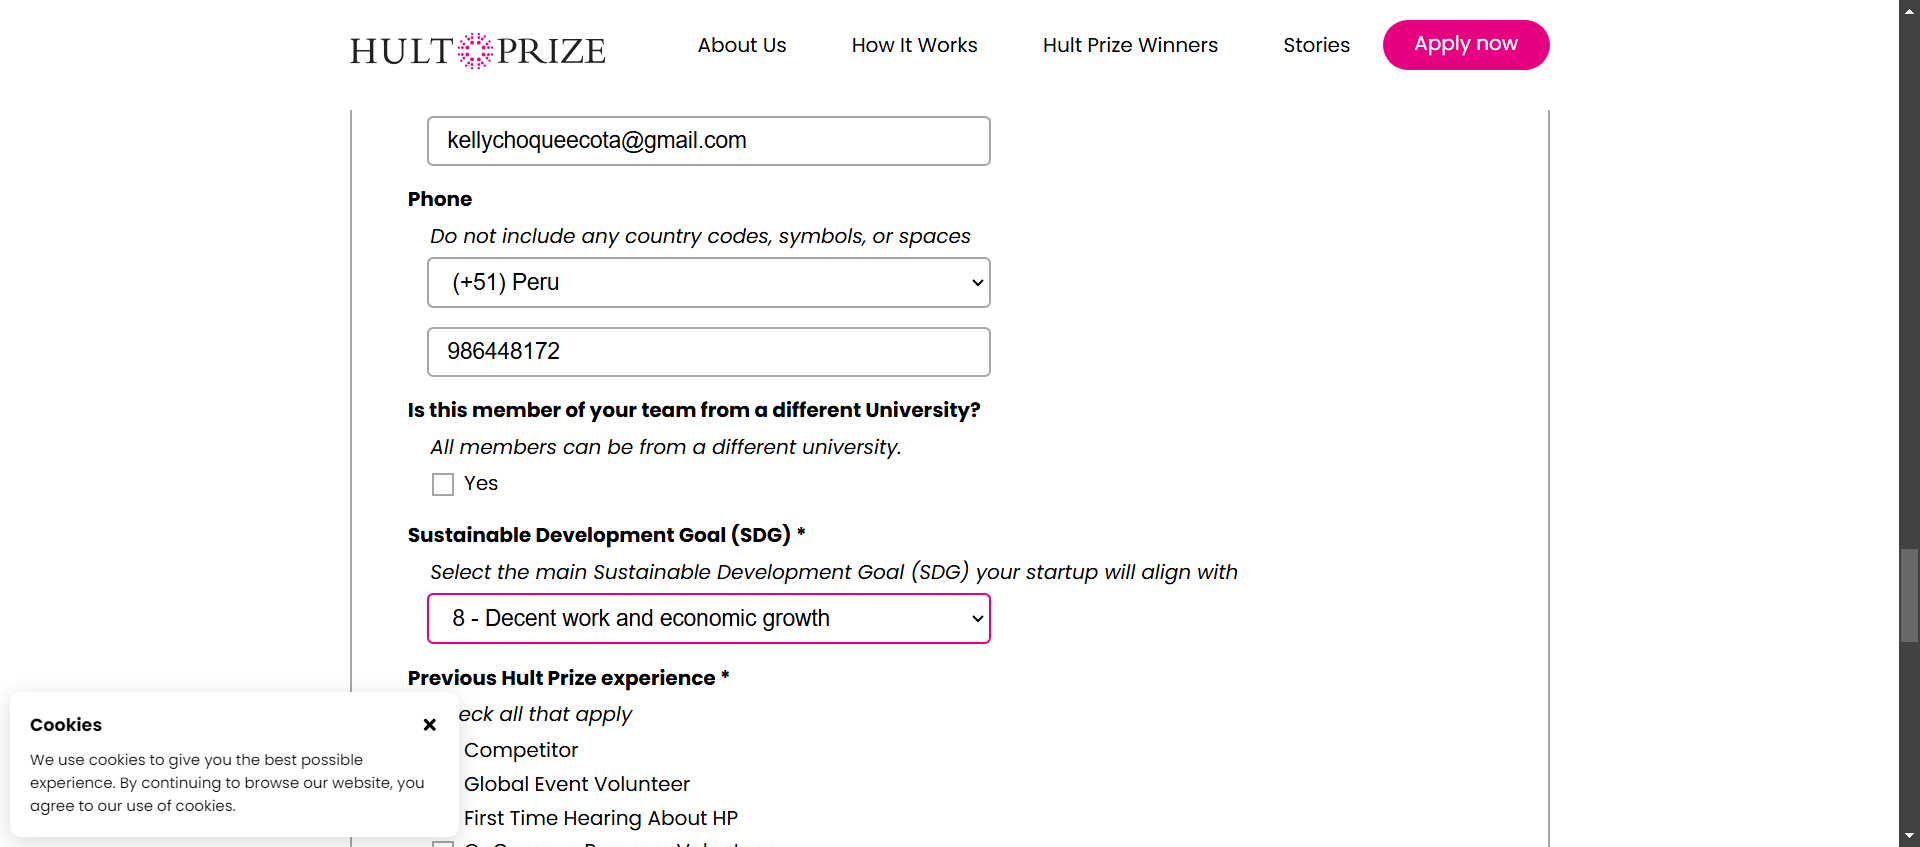 HULT PRIZE
About Us
How It Works
Hult Prize Winners
Stories
Apply now
kellychoqueecota@gmail.com
Phone
Do not include any country codes, symbols, or spaces
(+51) Peru
986448172
Is this member of your team from a different University?
All members can be from a different university.
Yes
Sustainable Development Goal (SDG) *
Select the main Sustainable Development Goal (SDG) your startup will align with
8 - Decent work and economic growth
Previous Hult Prize experience *
eck all that apply
Competitor
Global Event Volunteer
First Time Hearing About HP
Cookies
We use cookies to give you the best possible
experience. By continuing to browse our website, you
agree to our use of cookies.